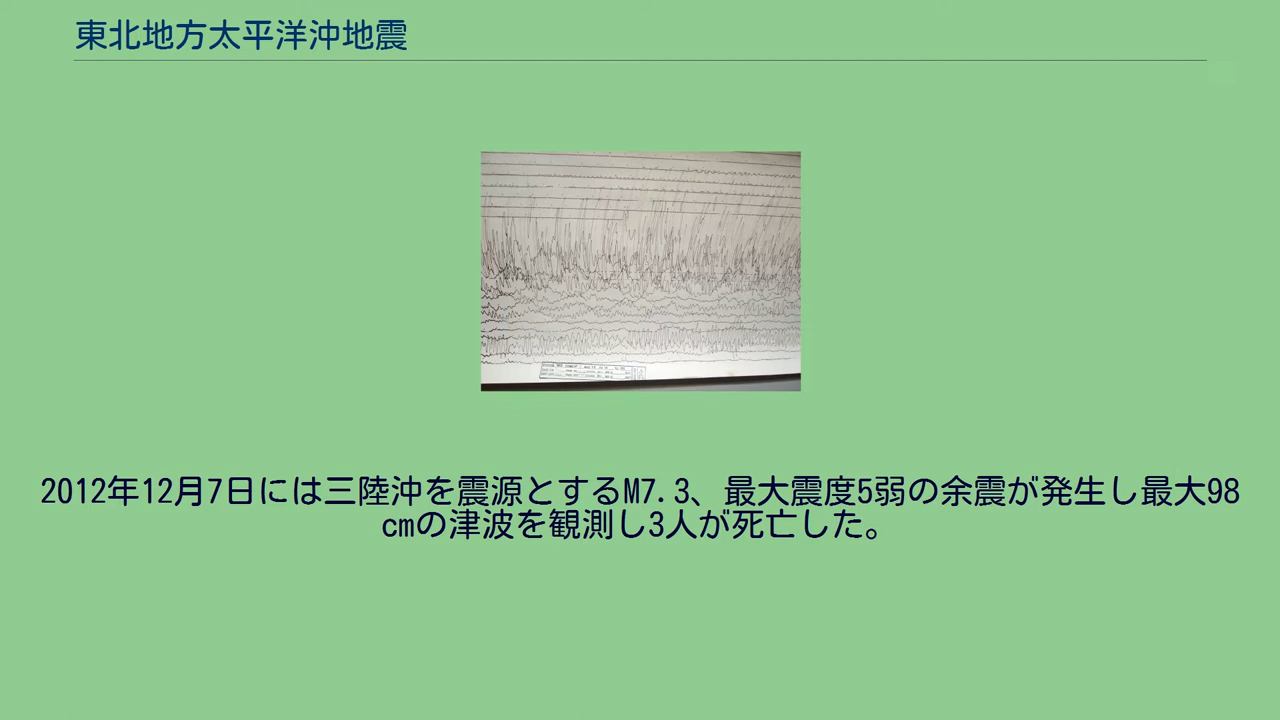 東北地方太平洋沖地震
2012年12月7日には三陸沖を震源とするM7.3、最大震度5弱の余震が発生し最大98
cmの津波を観測し3人が死亡した。